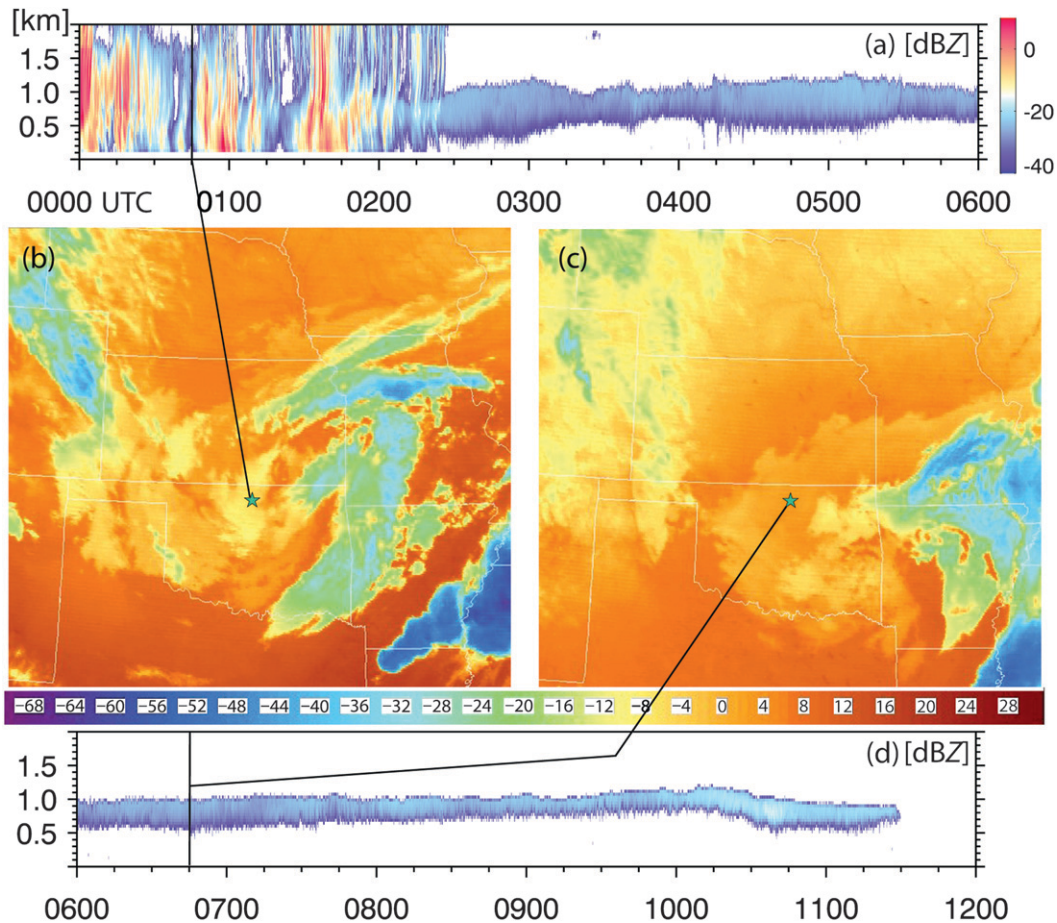 [km]
(a) [dBZ]
1.5
1.0
0.5
0
-20
-40
0000 UTC 0100 0200 0300 0400 0500 0600
(b)
(c)
−68 −64 −60 −56 −52 −48 −44 −40 −36 −32 −28 −24 −20 −16 −12 −8 −4 0 4 8 12 16 20 24 28
(d) [dBZ]
1.5
1.0
0.5
0600 0700 0800 0900 1000 1100 1200